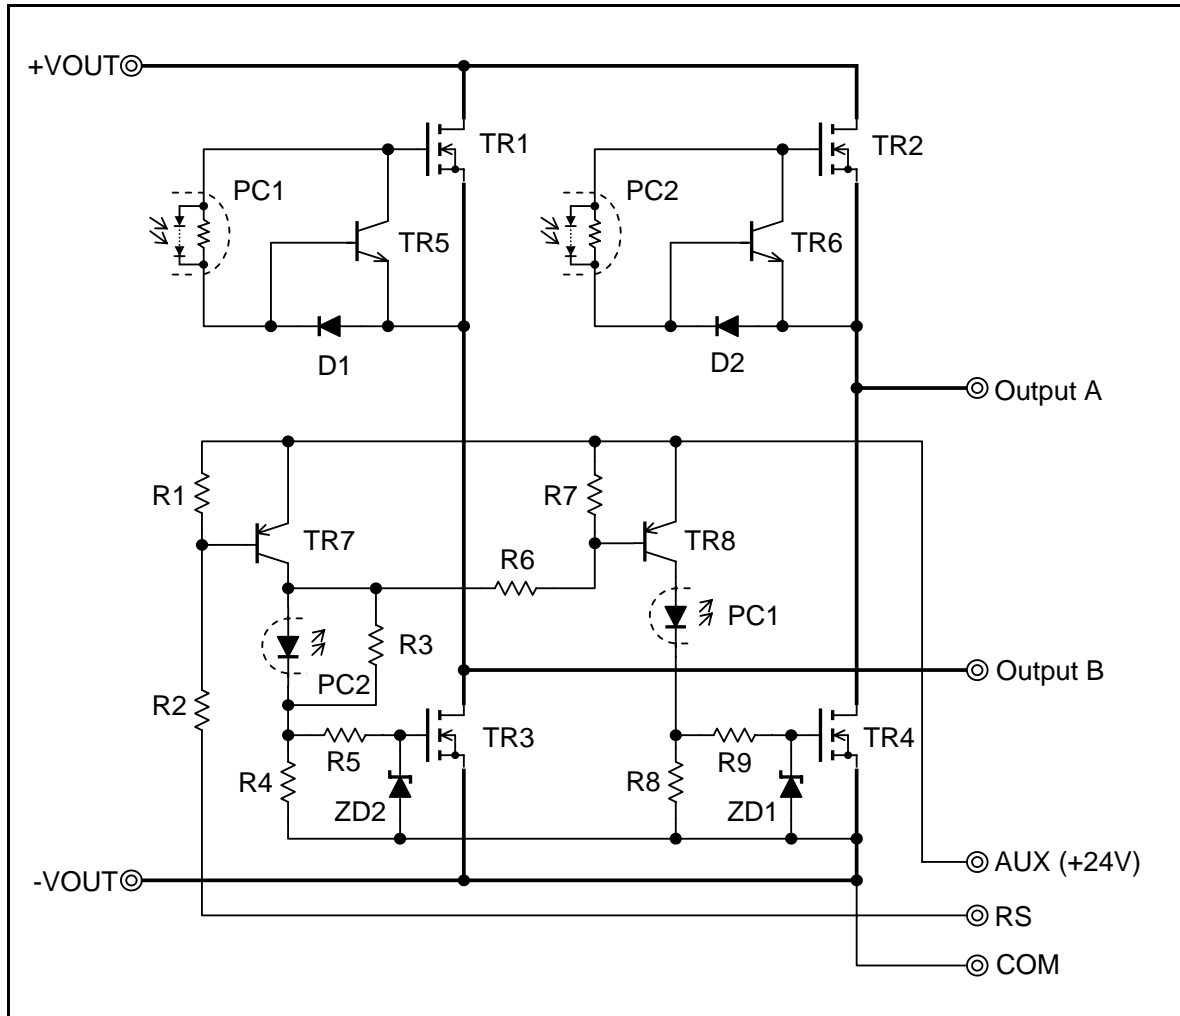 +VOUT
TR1
TR2
PC1
PC2
TR5
TR6
D1
D2
Output A
R1
R7
TR7
TR8
R6
R3
PC1
PC2
Output B
R2
TR3
TR4
R5
R9
R4
R8
ZD2
ZD1
AUX (+24V)
-VOUT
RS
COM